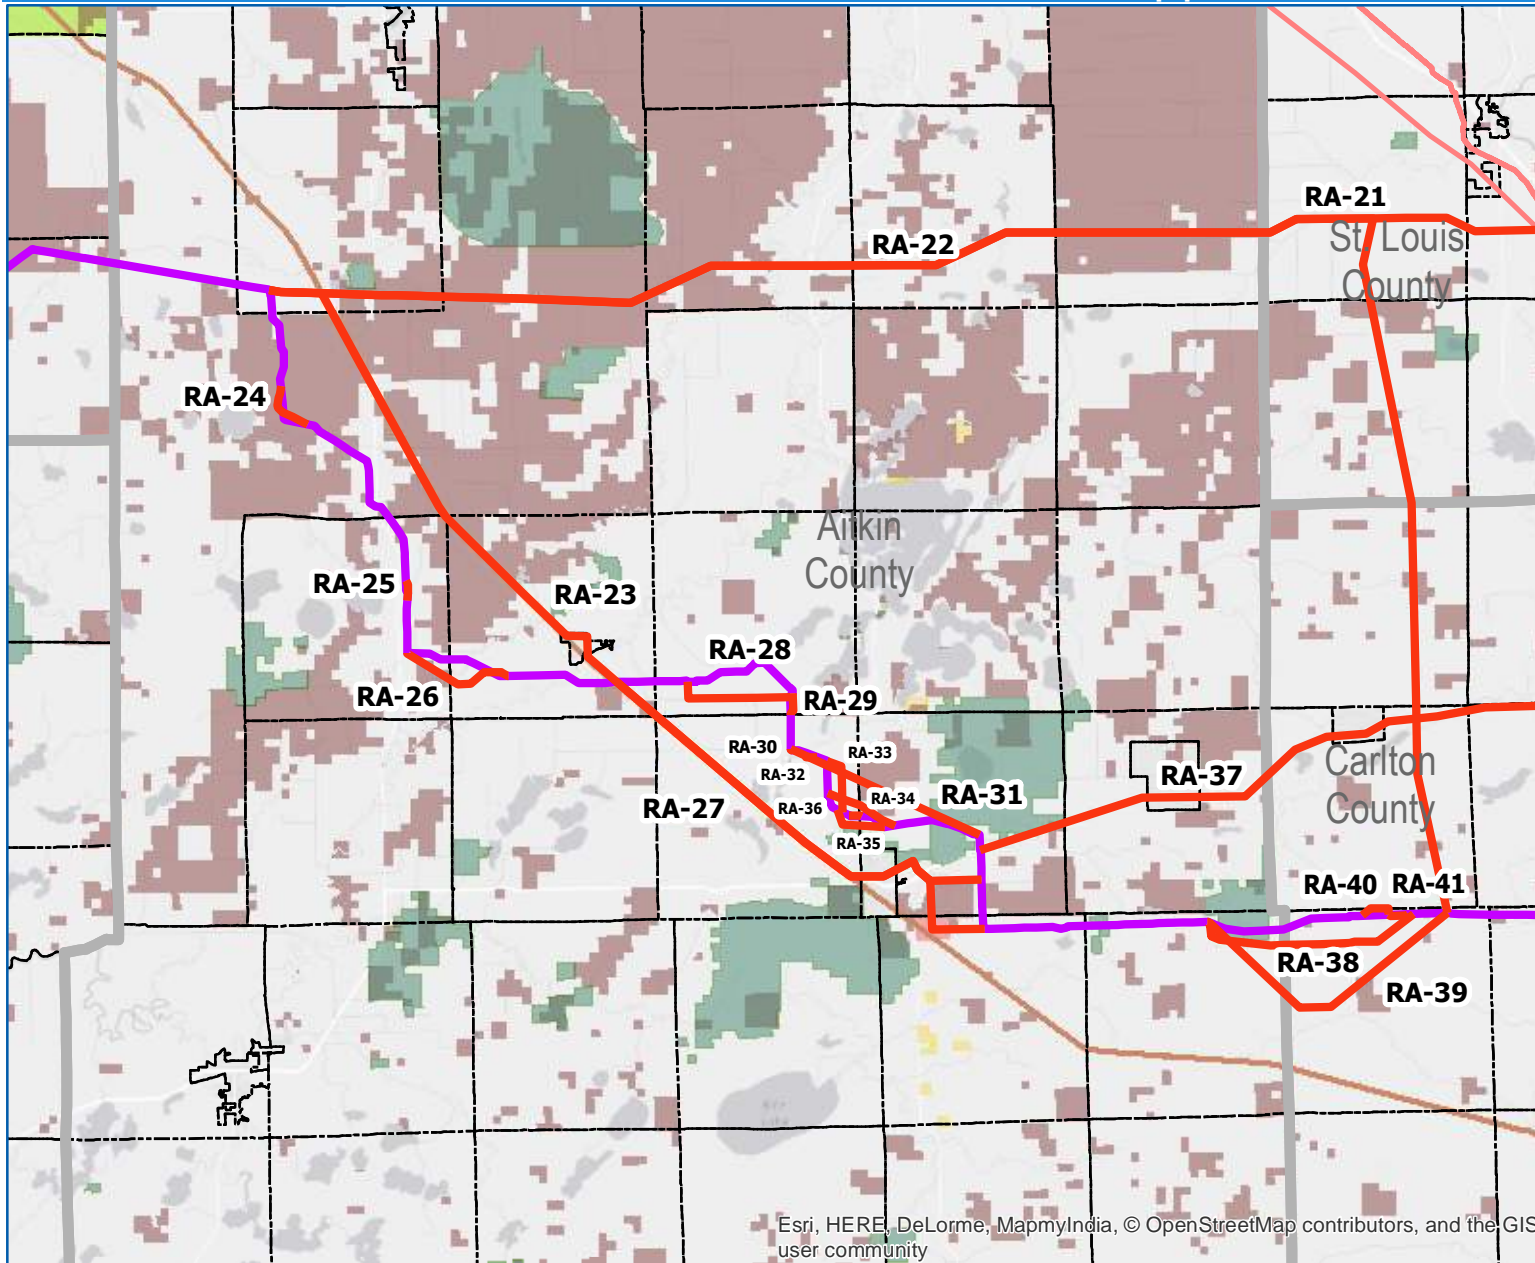 RA-21
St. Louis
County
RA-22
RA-24
Aitkin
County
RA-25
RA-23
RA-28
RA-26
RA-29
RA-30
RA-33
RA-32
RA-37
Carlton
County
RA-27
RA-36
RA-34
RA-31
RA-35
RA-40
RA-41
RA-38
RA-39
Esri, HERE, DeLorme, MapmyIndia, © OpenStreetMap contributors, and the GIS
user community